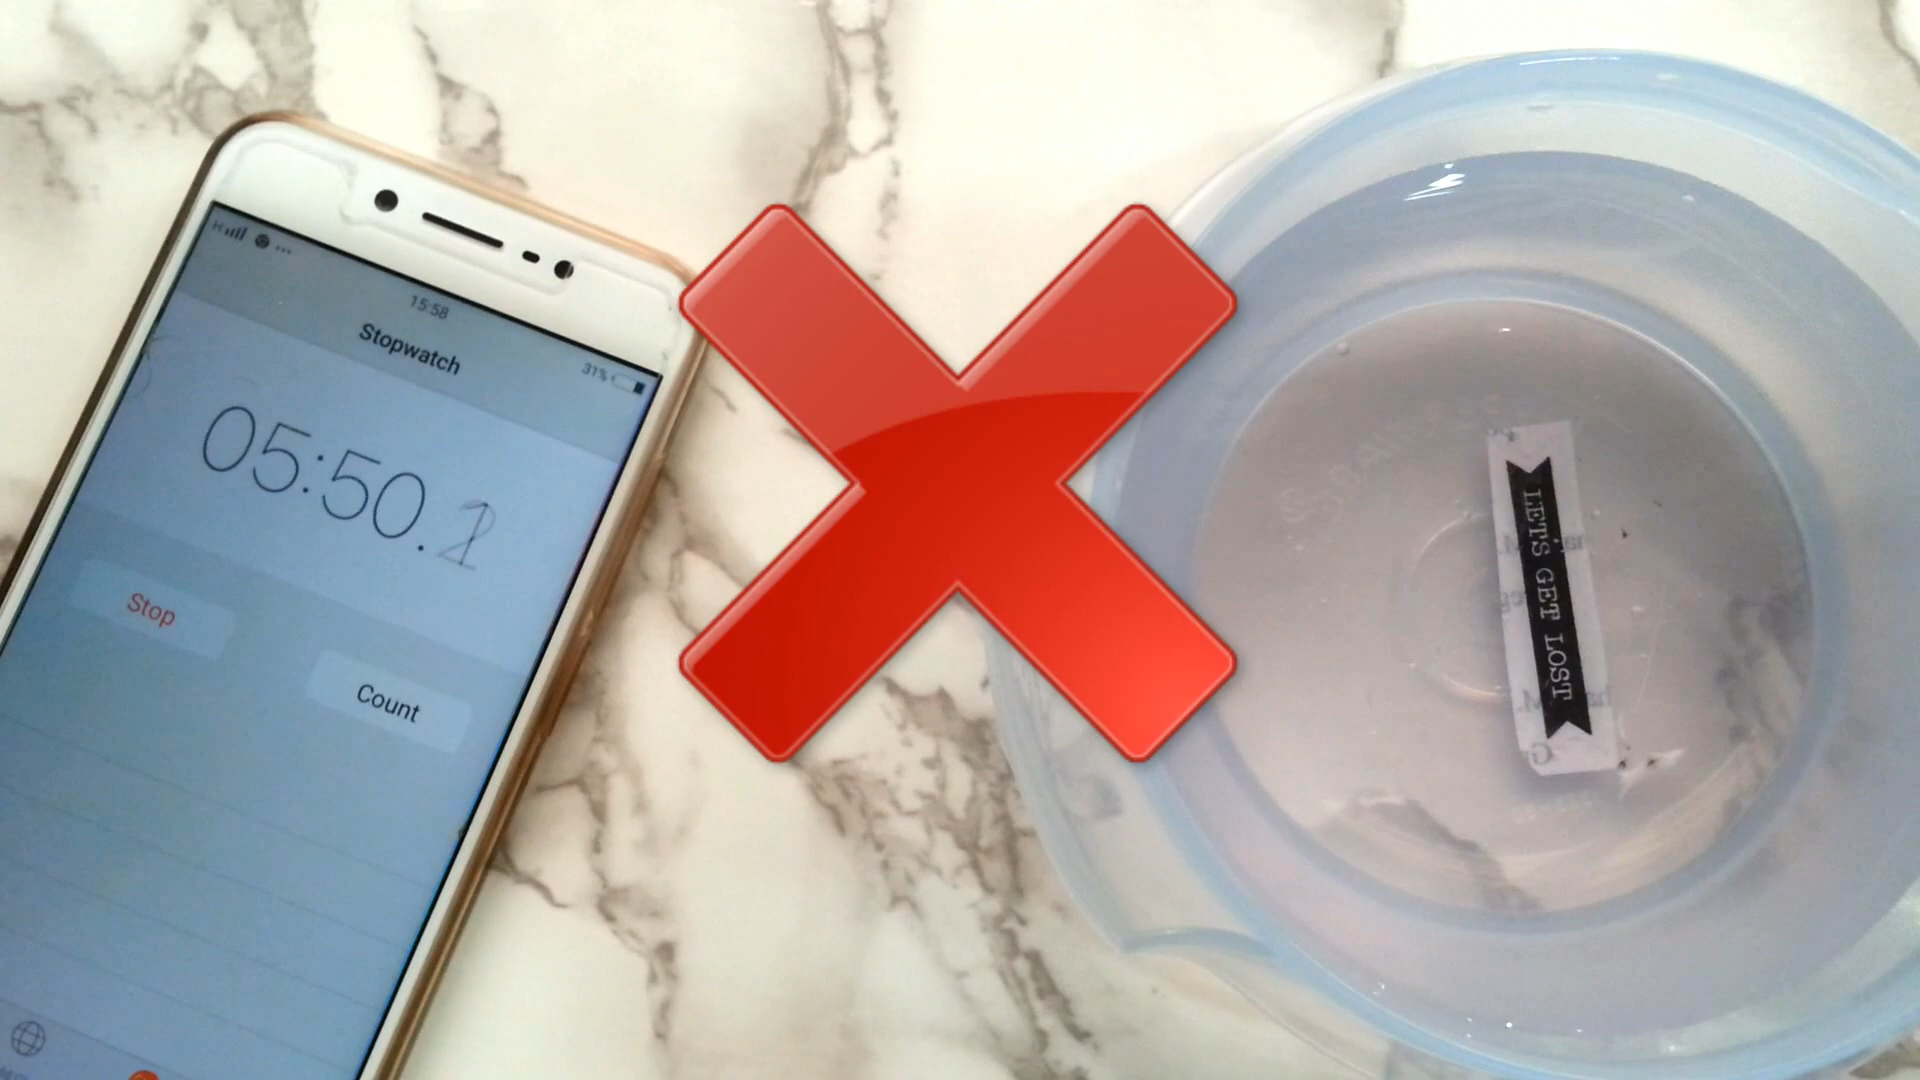 15:58
Stopwatch
31%
05:50.
Stop
Count
LET'S GET LOST